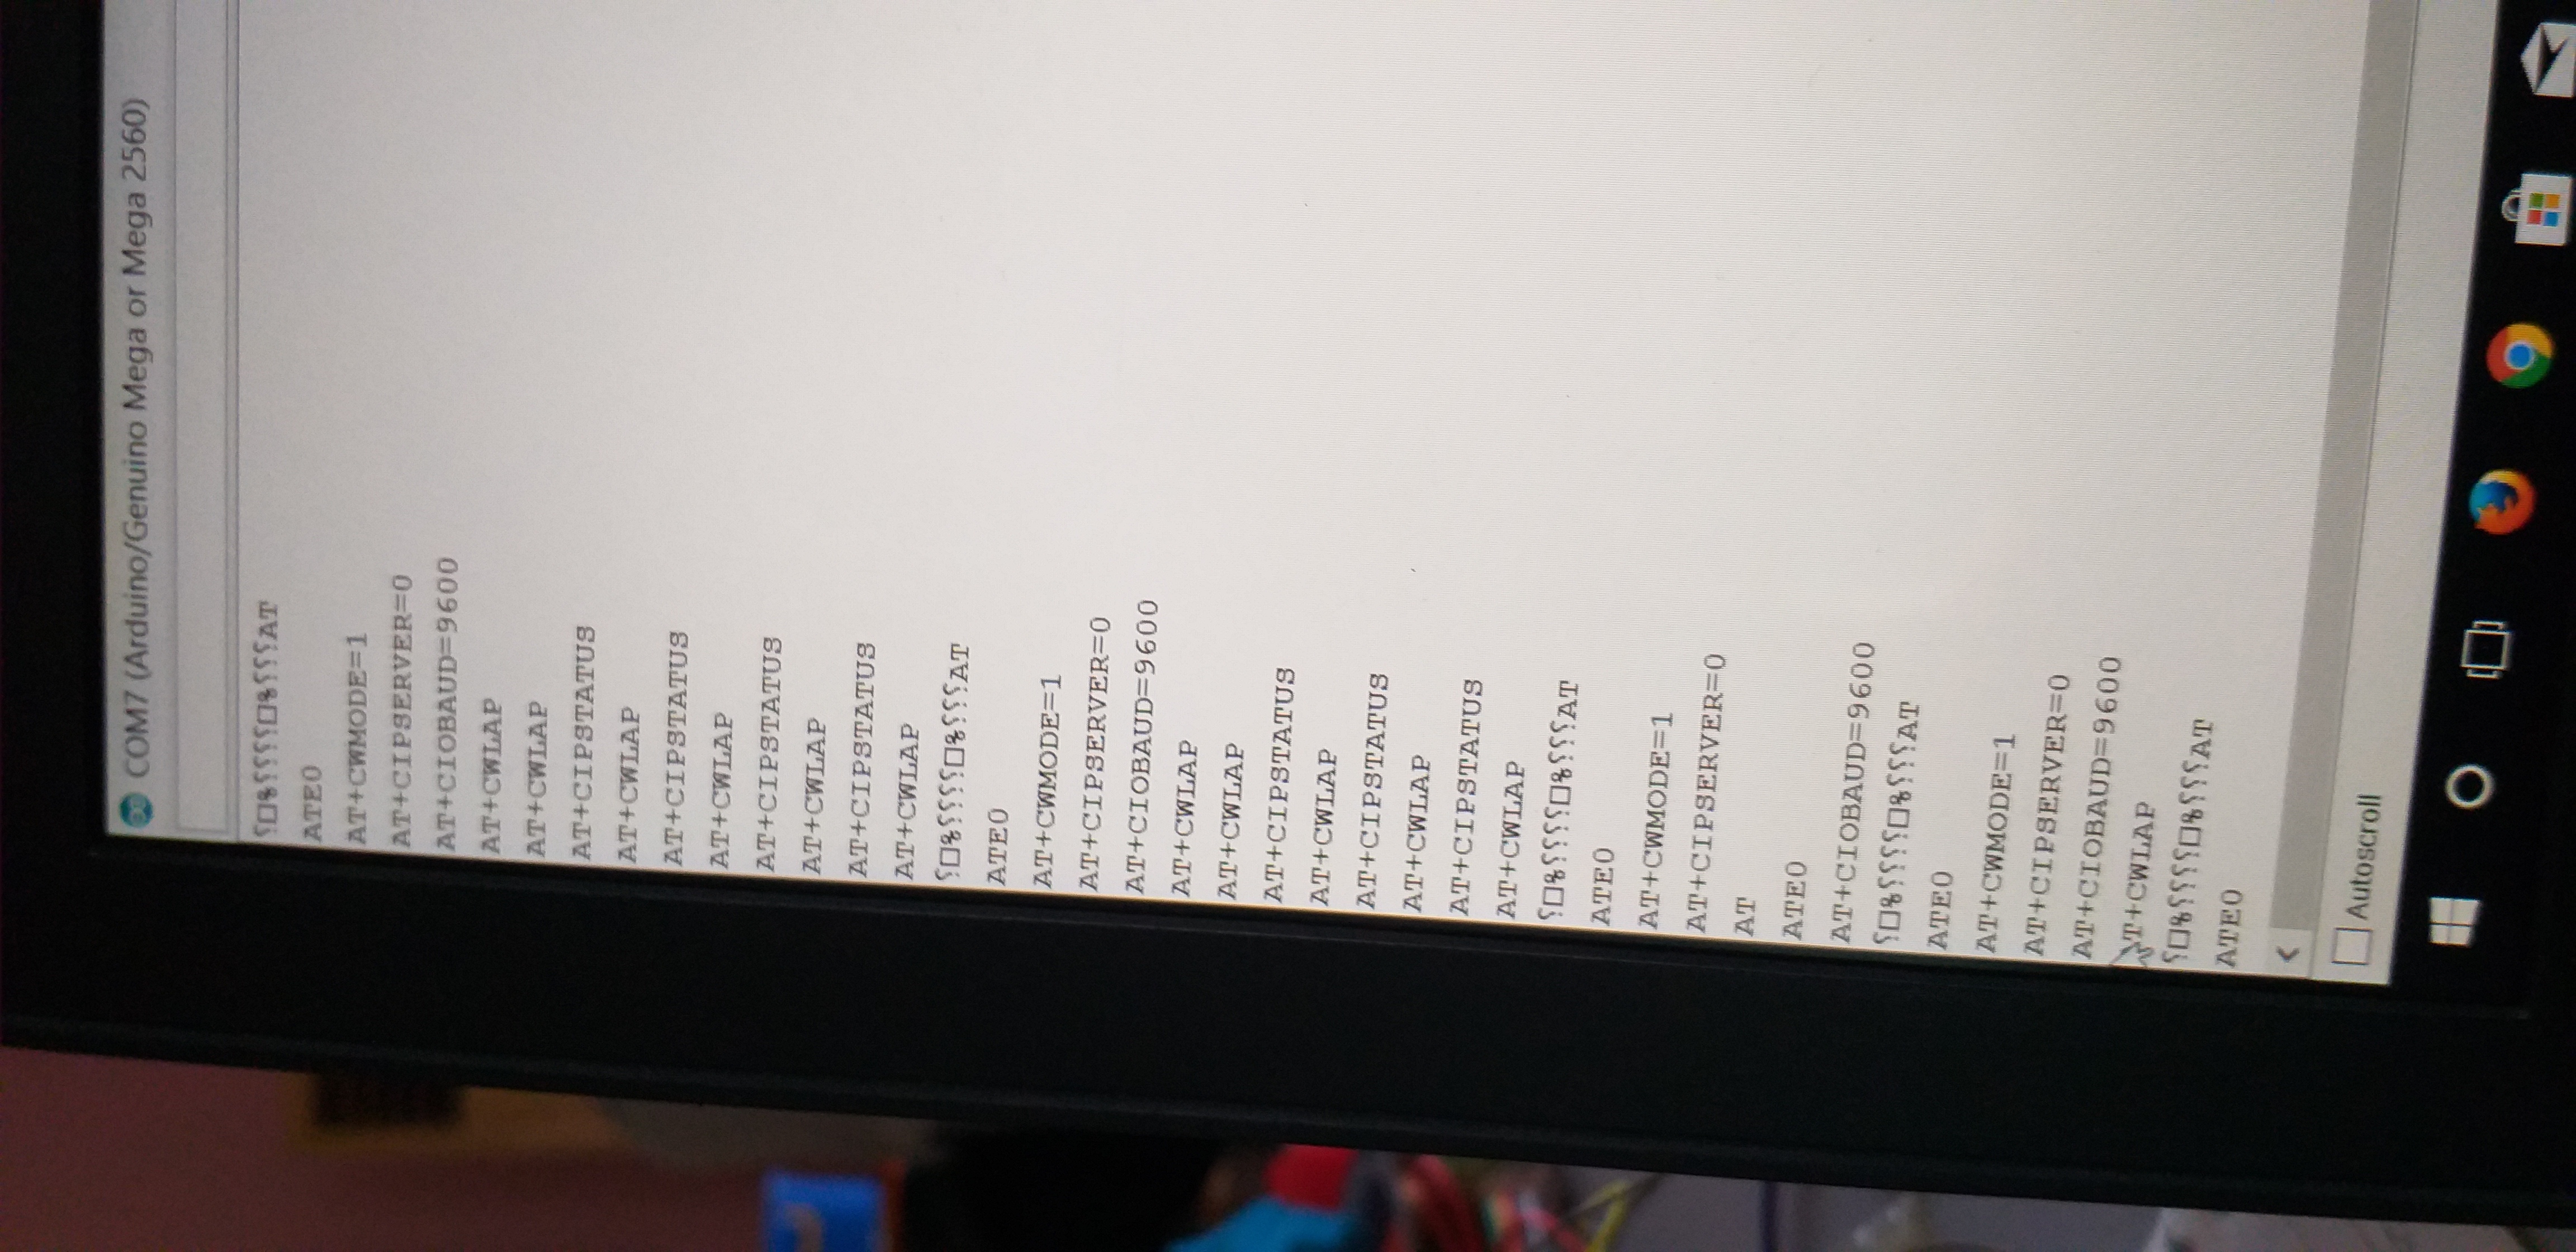 COM7 (Arduino/Genuino Mega or Mega 2560)
⸮□%⸮⸮⸮⸮□%⸮⸮⸮AT
ATE0
AT+CWMODE=1
AT+CIPSERVER=0
AT+CIOBAUD=9600
AT+CWLAP
AT+CWLAP
AT+CIPSTATUS
AT+CWLAP
AT+CIPSTATUS
AT+CWLAP
AT+CIPSTATUS
AT+CWLAP
AT+CIPSTATUS
AT+CWLAP
⸮□%⸮⸮⸮⸮□%⸮⸮⸮AT
ATE0
AT+CWMODE=1
AT+CIPSERVER=0
AT+CIOBAUD=9600
AT+CWLAP
AT+CWLAP
AT+CIPSTATUS
AT+CWLAP
AT+CIPSTATUS
AT+CWLAP
AT+CIPSTATUS
AT+CWLAP
⸮□%⸮⸮⸮⸮□%⸮⸮⸮AT
ATE0
AT+CWMODE=1
AT+CIPSERVER=0
AT
ATE0
AT+CIOBAUD=9600
⸮□%⸮⸮⸮⸮□%⸮⸮⸮AT
ATE0
AT+CWMODE=1
AT+CIPSERVER=0
AT+CIOBAUD=9600
AT+CWLAP
⸮□%⸮⸮⸮⸮□%⸮⸮⸮AT
ATE0
Autoscroll